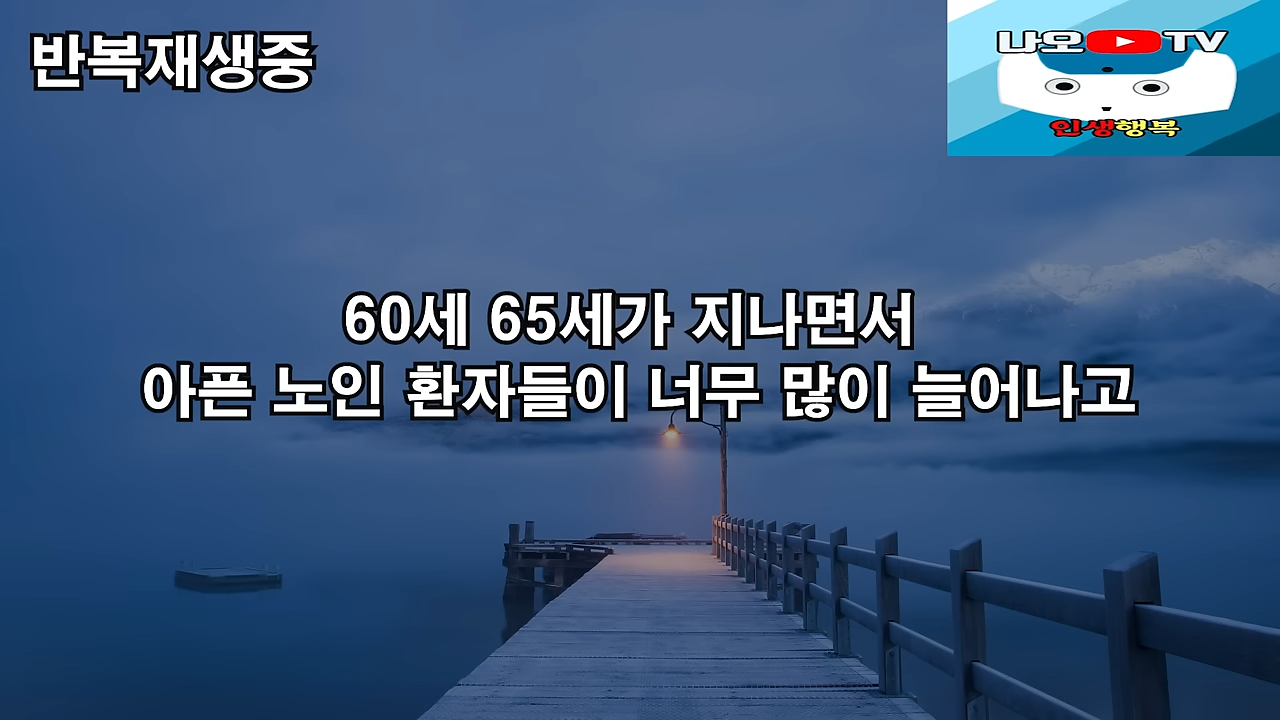 반복재생중
나오 TV
인생행복
60세 65세가 지나면서
아픈 노인 환자들이 너무 많이 늘어나고